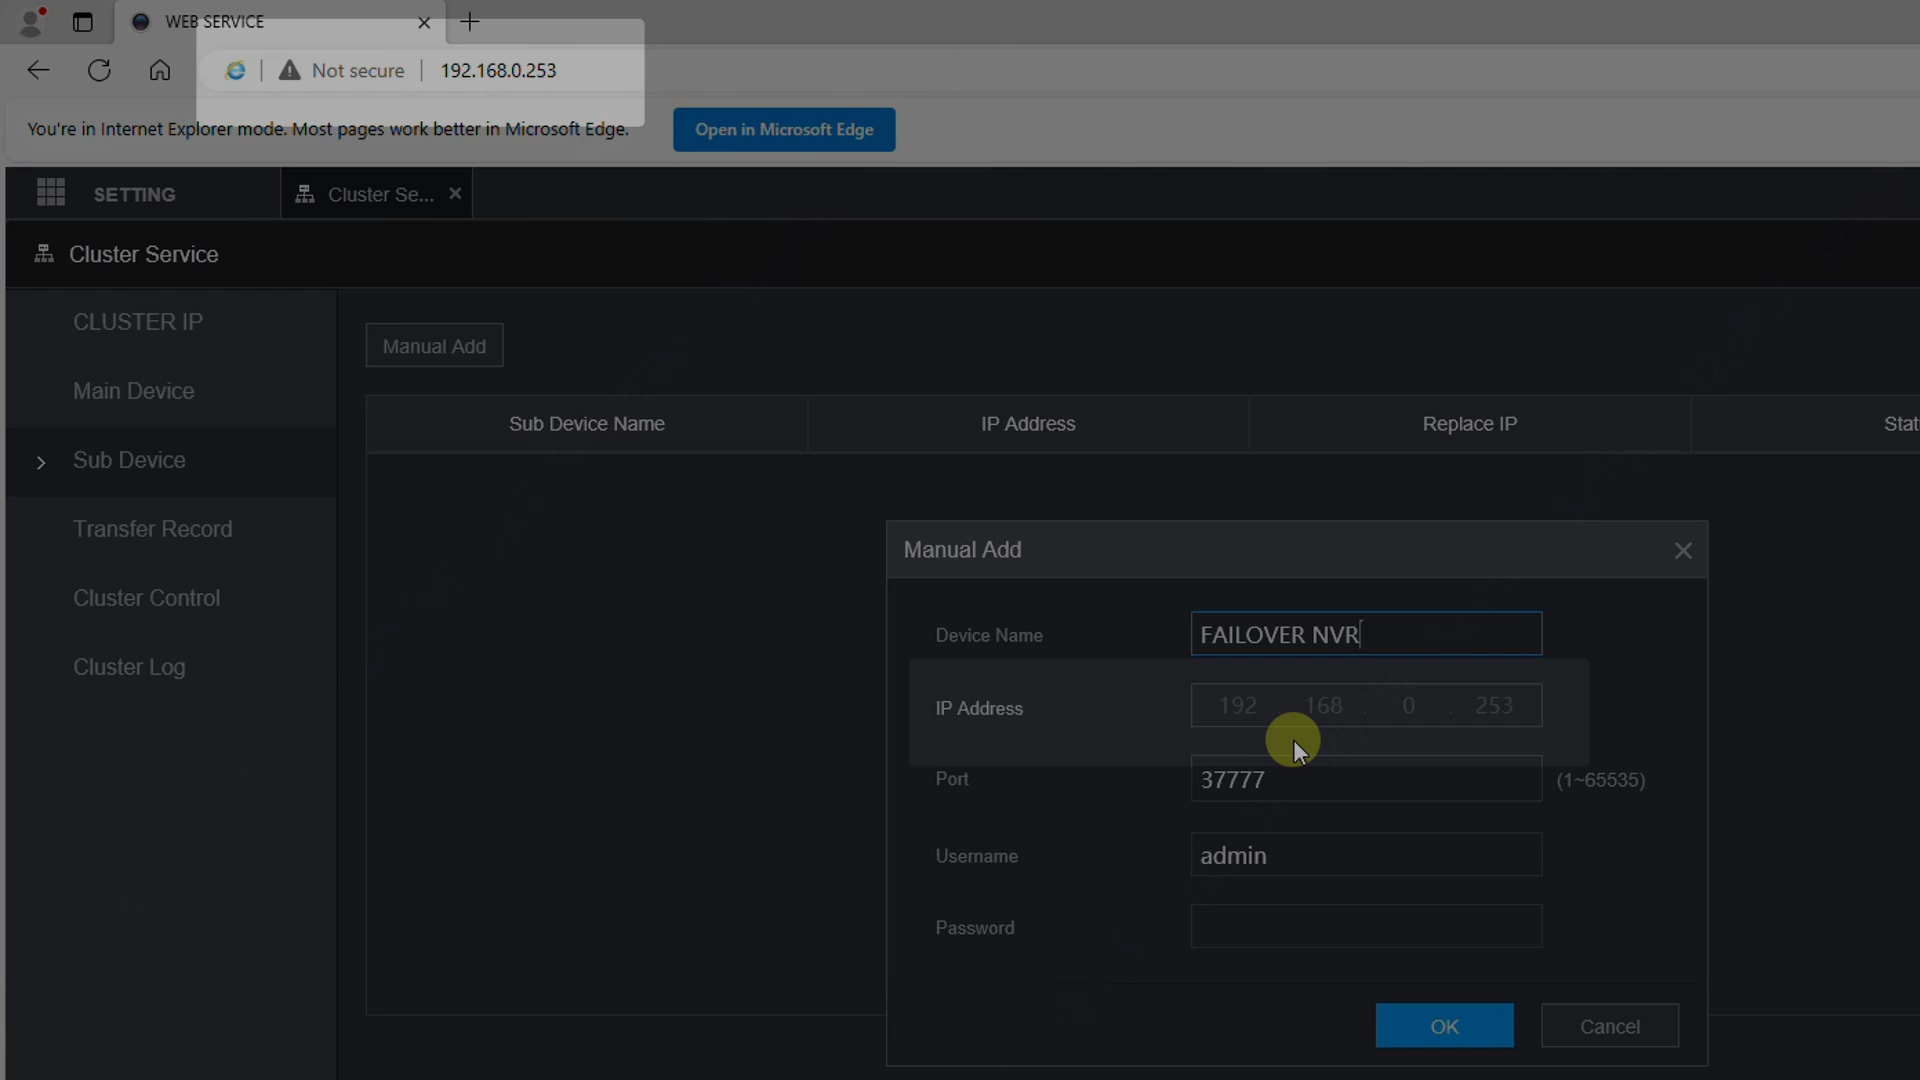 WEB SERVICE
Not secure
192.168.0.253
You're in Internet Explorer mode. Most pages work better in Microsoft Edge.
Open in Microsoft Edge
SETTING
Cluster Se...
Cluster Service
CLUSTER IP
Main Device
Sub Device
Transfer Record
Cluster Control
Cluster Log
Manual Add
Sub Device Name
IP Address
Replace IP
Stat
Manual Add
Device Name
FAILOVER NVR
IP Address
192 . 168 . 0 . 253
Port
37777
(1~65535)
Username
admin
Password
OK
Cancel